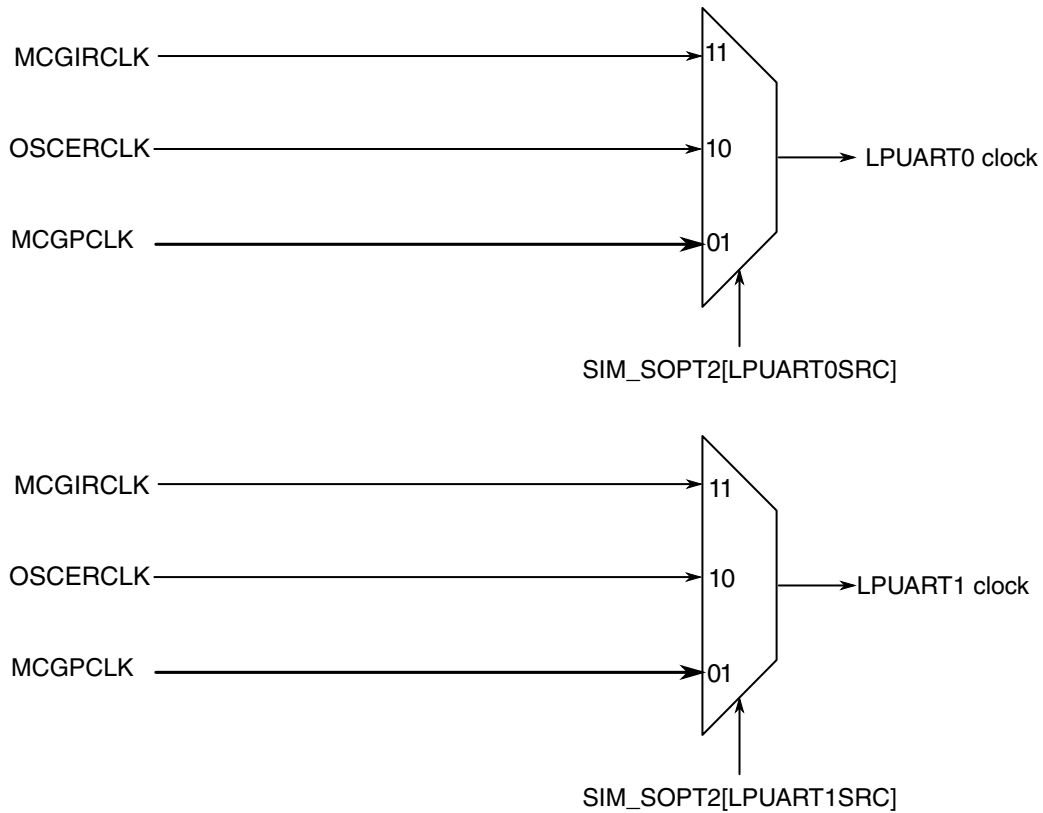 MCGIRCLK
11
OSCERCLK
10
LPUART0 clock
MCGPCLK
01
SIM_SOPT2[LPUART0SRC]
MCGIRCLK
11
OSCERCLK
10
LPUART1 clock
MCGPCLK
01
SIM_SOPT2[LPUART1SRC]